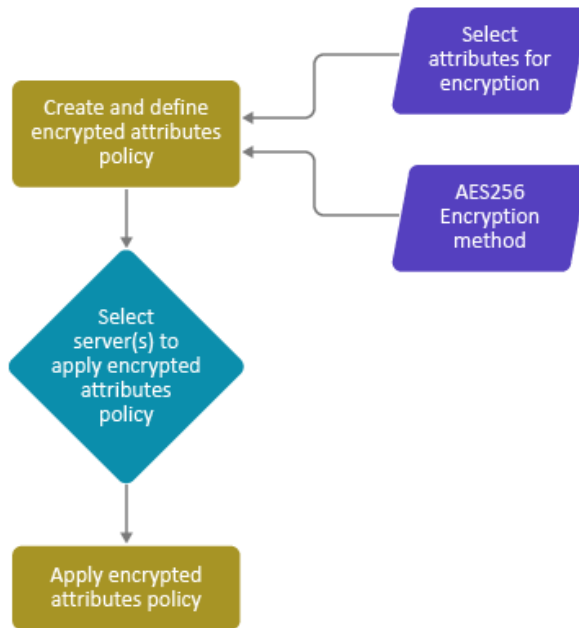 Select
attributes for
encryption
Create and define
encrypted attributes
policy
AES256
Encryption
method
Select
server(s) to
apply encrypted
attributes
policy
Apply encrypted
attributes policy